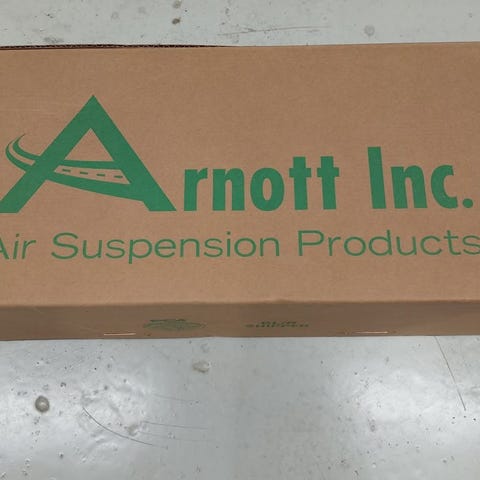 Arnott Inc.
Air Suspension Products